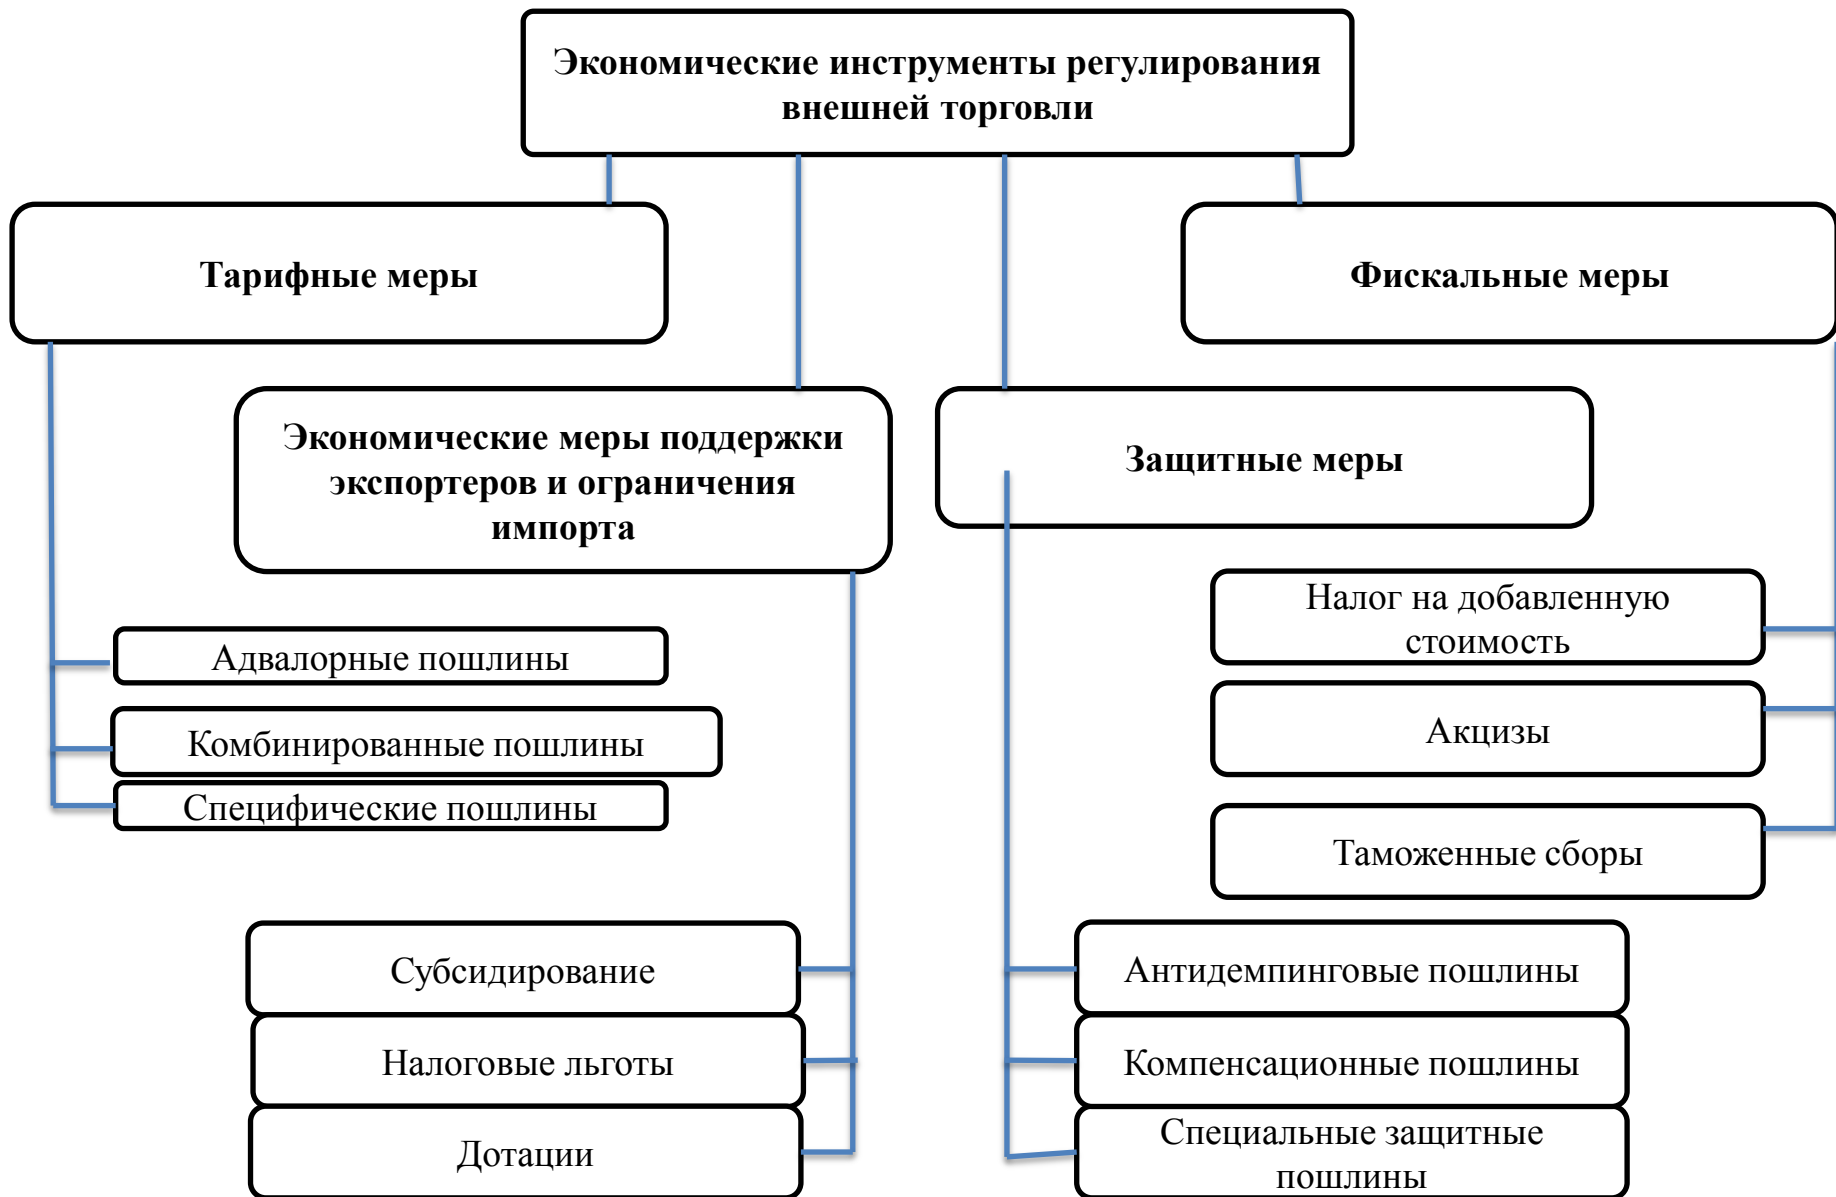 Экономические инструменты регулирования
внешней торговли
Тарифные меры
Фискальные меры
Экономические меры поддержки
экспортеров и ограничения
импорта
Защитные меры
Адвалорные пошлины
Комбинированные пошлины
Специфические пошлины
Налог на добавленную
стоимость
Акцизы
Таможенные сборы
Субсидирование
Налоговые льготы
Дотации
Антидемпинговые пошлины
Компенсационные пошлины
Специальные защитные
пошлины